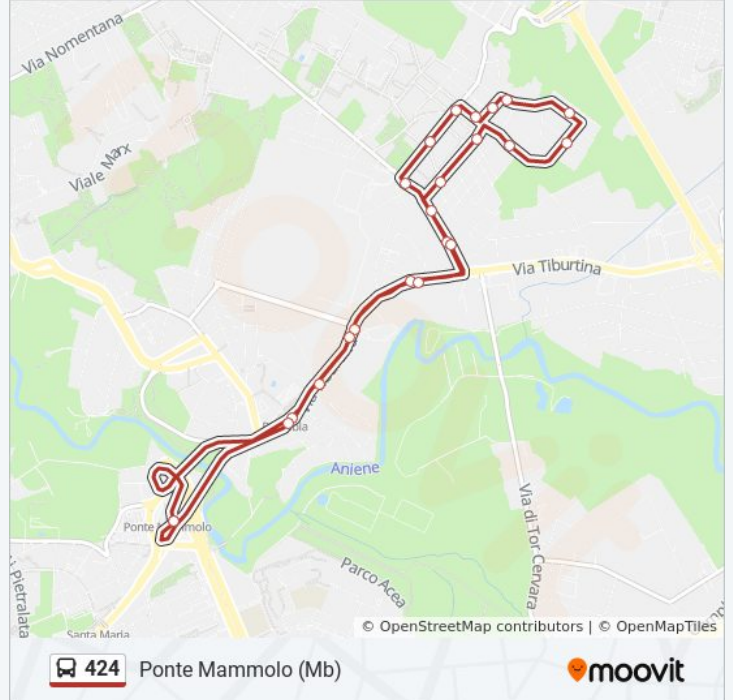 Via Nomentana
Viale Marx
Via Tiburtina
Aniene
Ponte Mammolo
Via di Tor Cervara
Parco Acea
Pietralata
Santa Maria
© OpenStreetMap contributors | © OpenMapTiles
424 Ponte Mammolo (Mb)
moovit